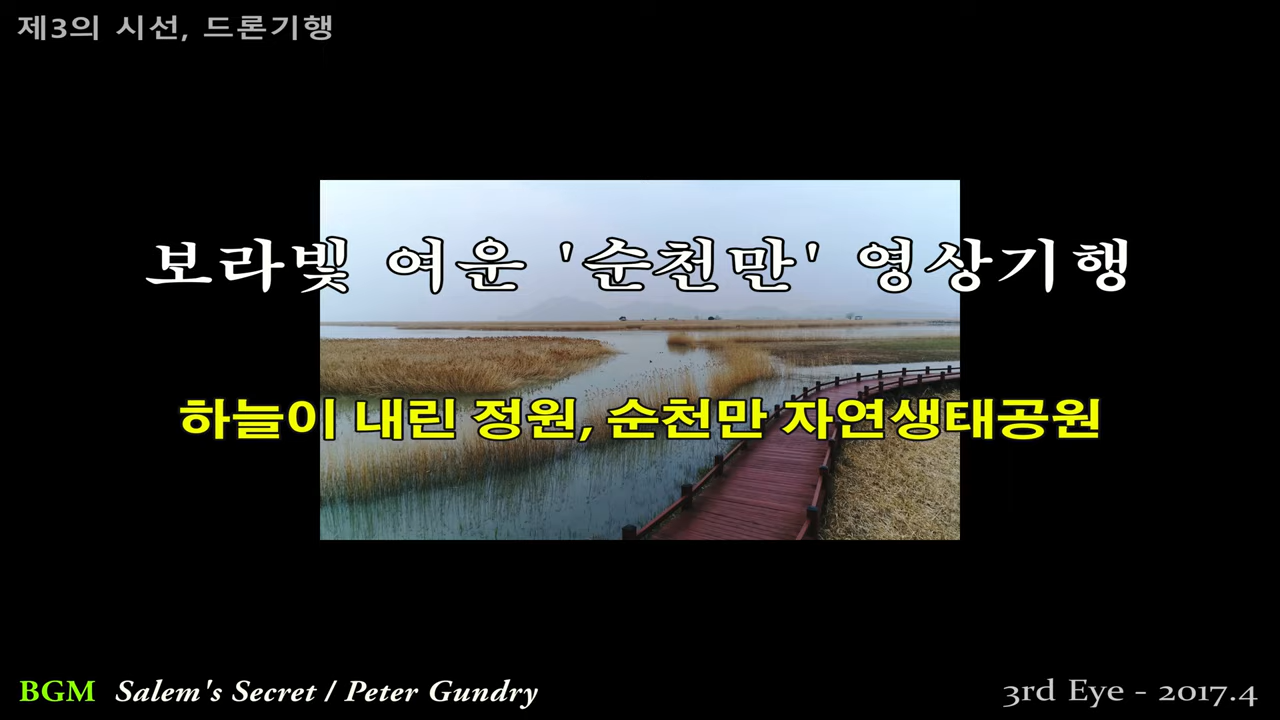 제3의 시선, 드론기행
보라빛 여운 '순천만' 영상기행
하늘이 내린 정원, 순천만 자연생태공원
BGM Salem's Secret / Peter Gundry
3rd Eye - 2017.4